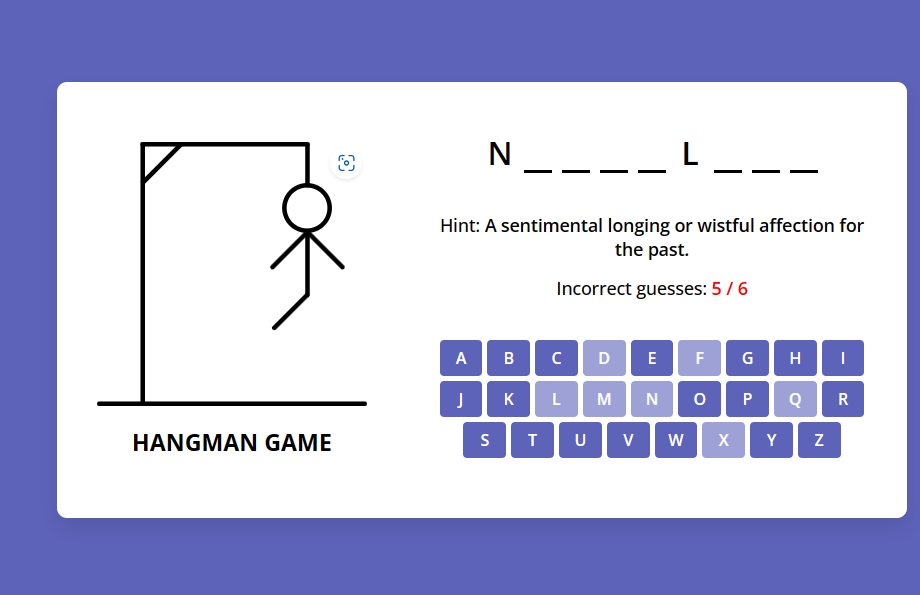 N _ _ _ _ L _ _ _
Hint: A sentimental longing or wistful affection for
the past.
Incorrect guesses: 5 / 6
A B C D E F G H I
J K L M N O P Q R
S T U V W X Y Z
HANGMAN GAME